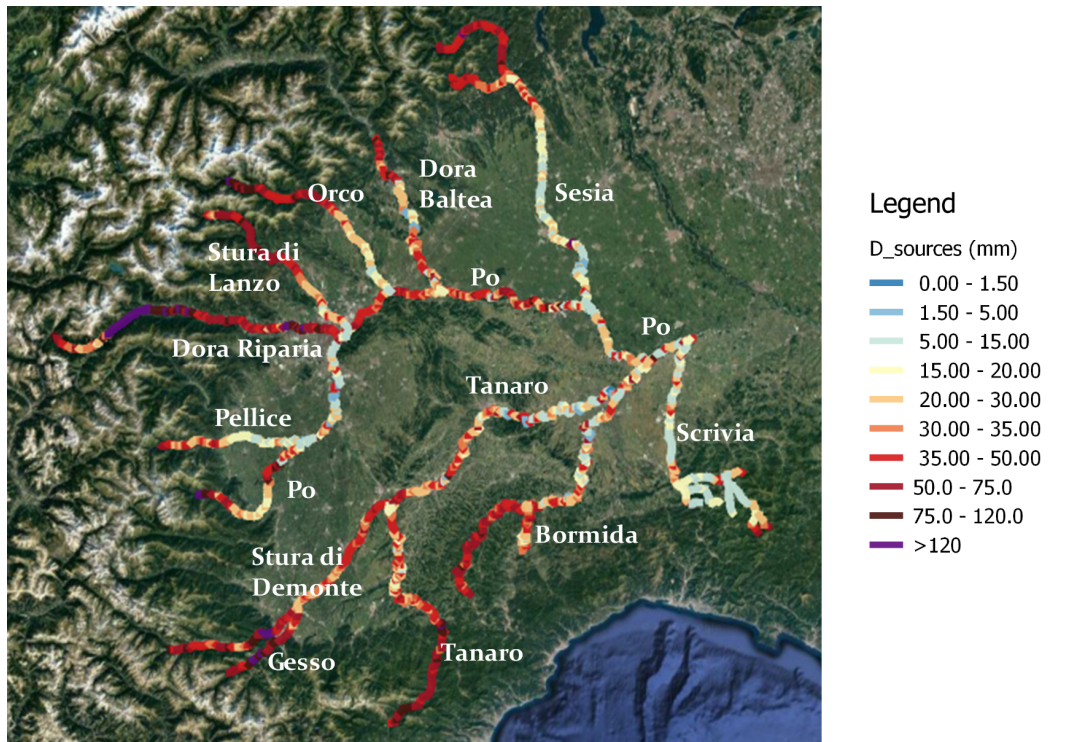 Dora
Baltea
Orco
Sesia
Stura di
Lanzo
Po
Po
Dora Riparia
Tanaro
Pellice
Scrivia
Po
Bormida
Stura di
Demonte
Tanaro
Gesso
Legend
D_sources (mm)
0.00 - 1.50
1.50 - 5.00
5.00 - 15.00
15.00 - 20.00
20.00 - 30.00
30.00 - 35.00
35.00 - 50.00
50.0 - 75.0
75.0 - 120.0
>120